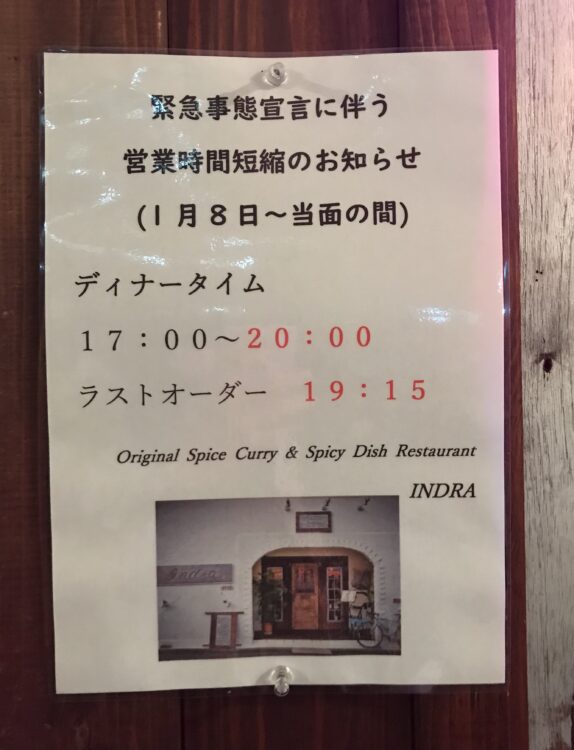 緊急事態宣言に伴う
営業時間短縮のお知らせ
(1月8日～当面の間)
ディナータイム
17：00～20：00
ラストオーダー　19：15
Original Spice Curry & Spicy Dish Restaurant
INDRA
Indra